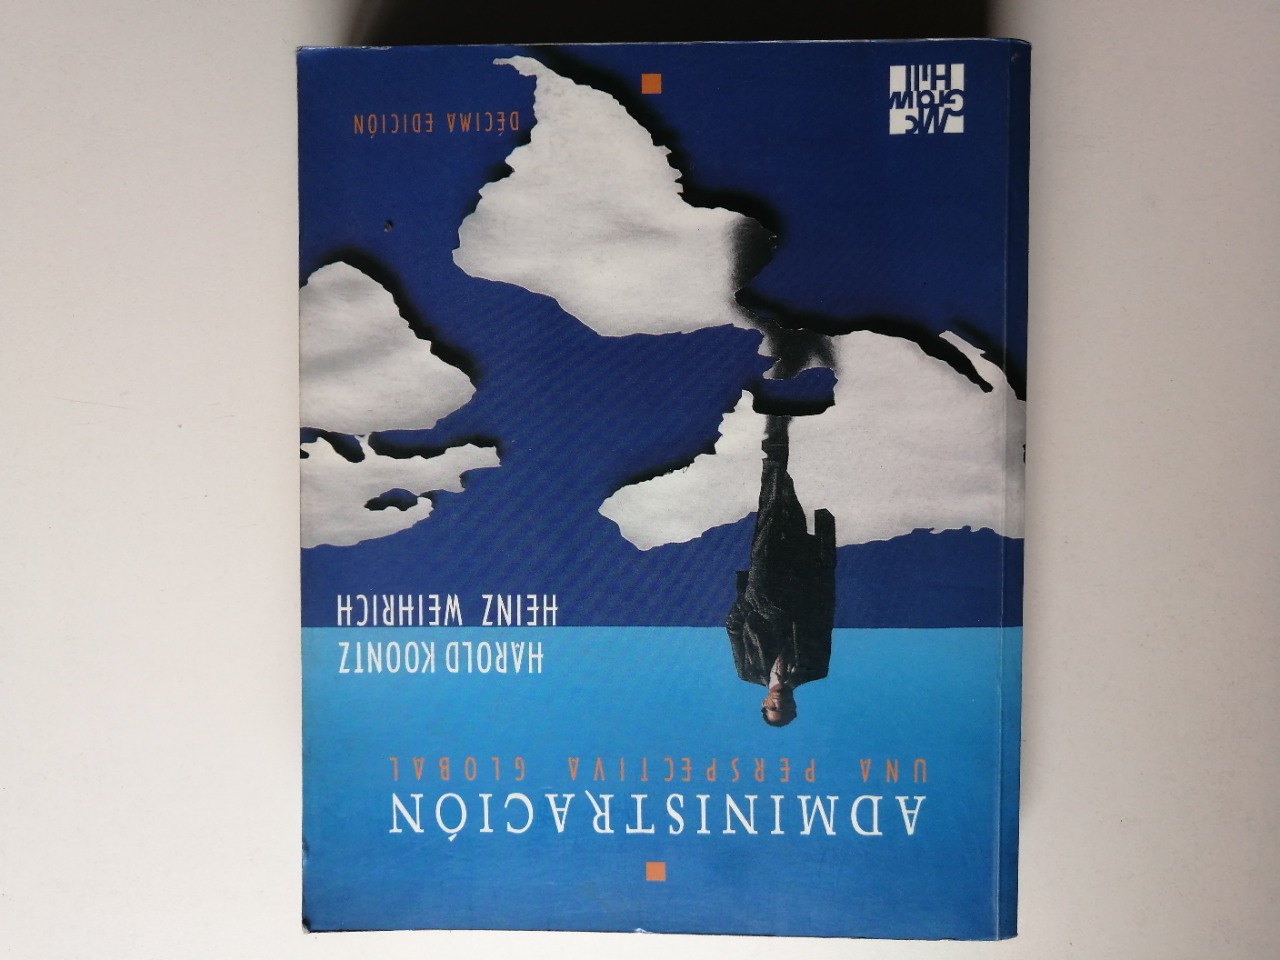 ADMINISTRACIÓN
UNA PERSPECTIVA GLOBAL
HAROLD KOONTZ
HEINZ WEIHRICH
DÉCIMA EDICIÓN
Mc
Graw
Hill